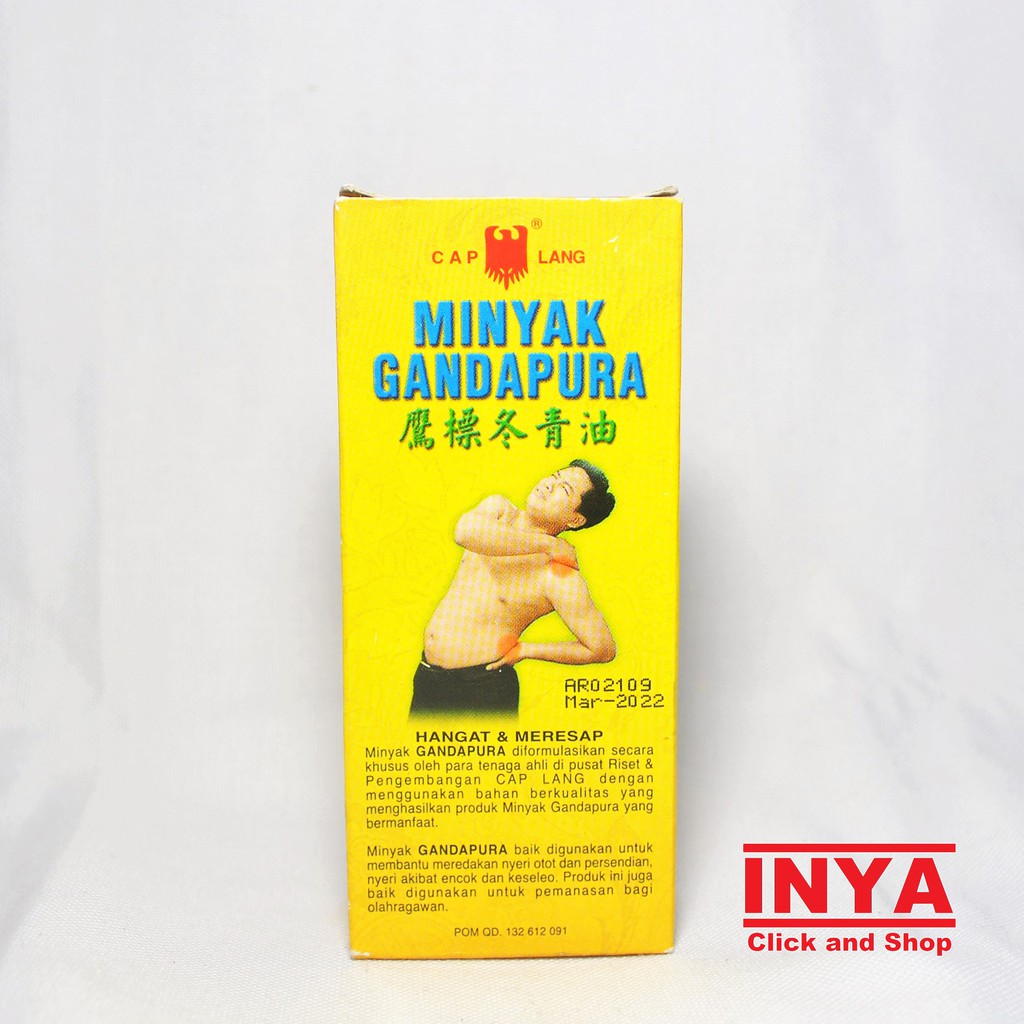 CAP LANG ®
MINYAK
GANDAPURA
鷹標冬青油
AR02109
Mar-2022
HANGAT & MERESAP
Minyak GANDAPURA diformulasikan secara
khusus oleh para tenaga ahli di pusat Riset &
Pengembangan CAP LANG dengan
menggunakan bahan berkualitas yang
menghasilkan produk Minyak Gandapura yang
bermanfaat.
Minyak GANDAPURA baik digunakan untuk
membantu meredakan nyeri otot dan persendian,
nyeri akibat encok dan keseleo. Produk ini juga
baik digunakan untuk pemanasan bagi
olahragawan.
POM QD. 132 612 091
INYA
Click and Shop